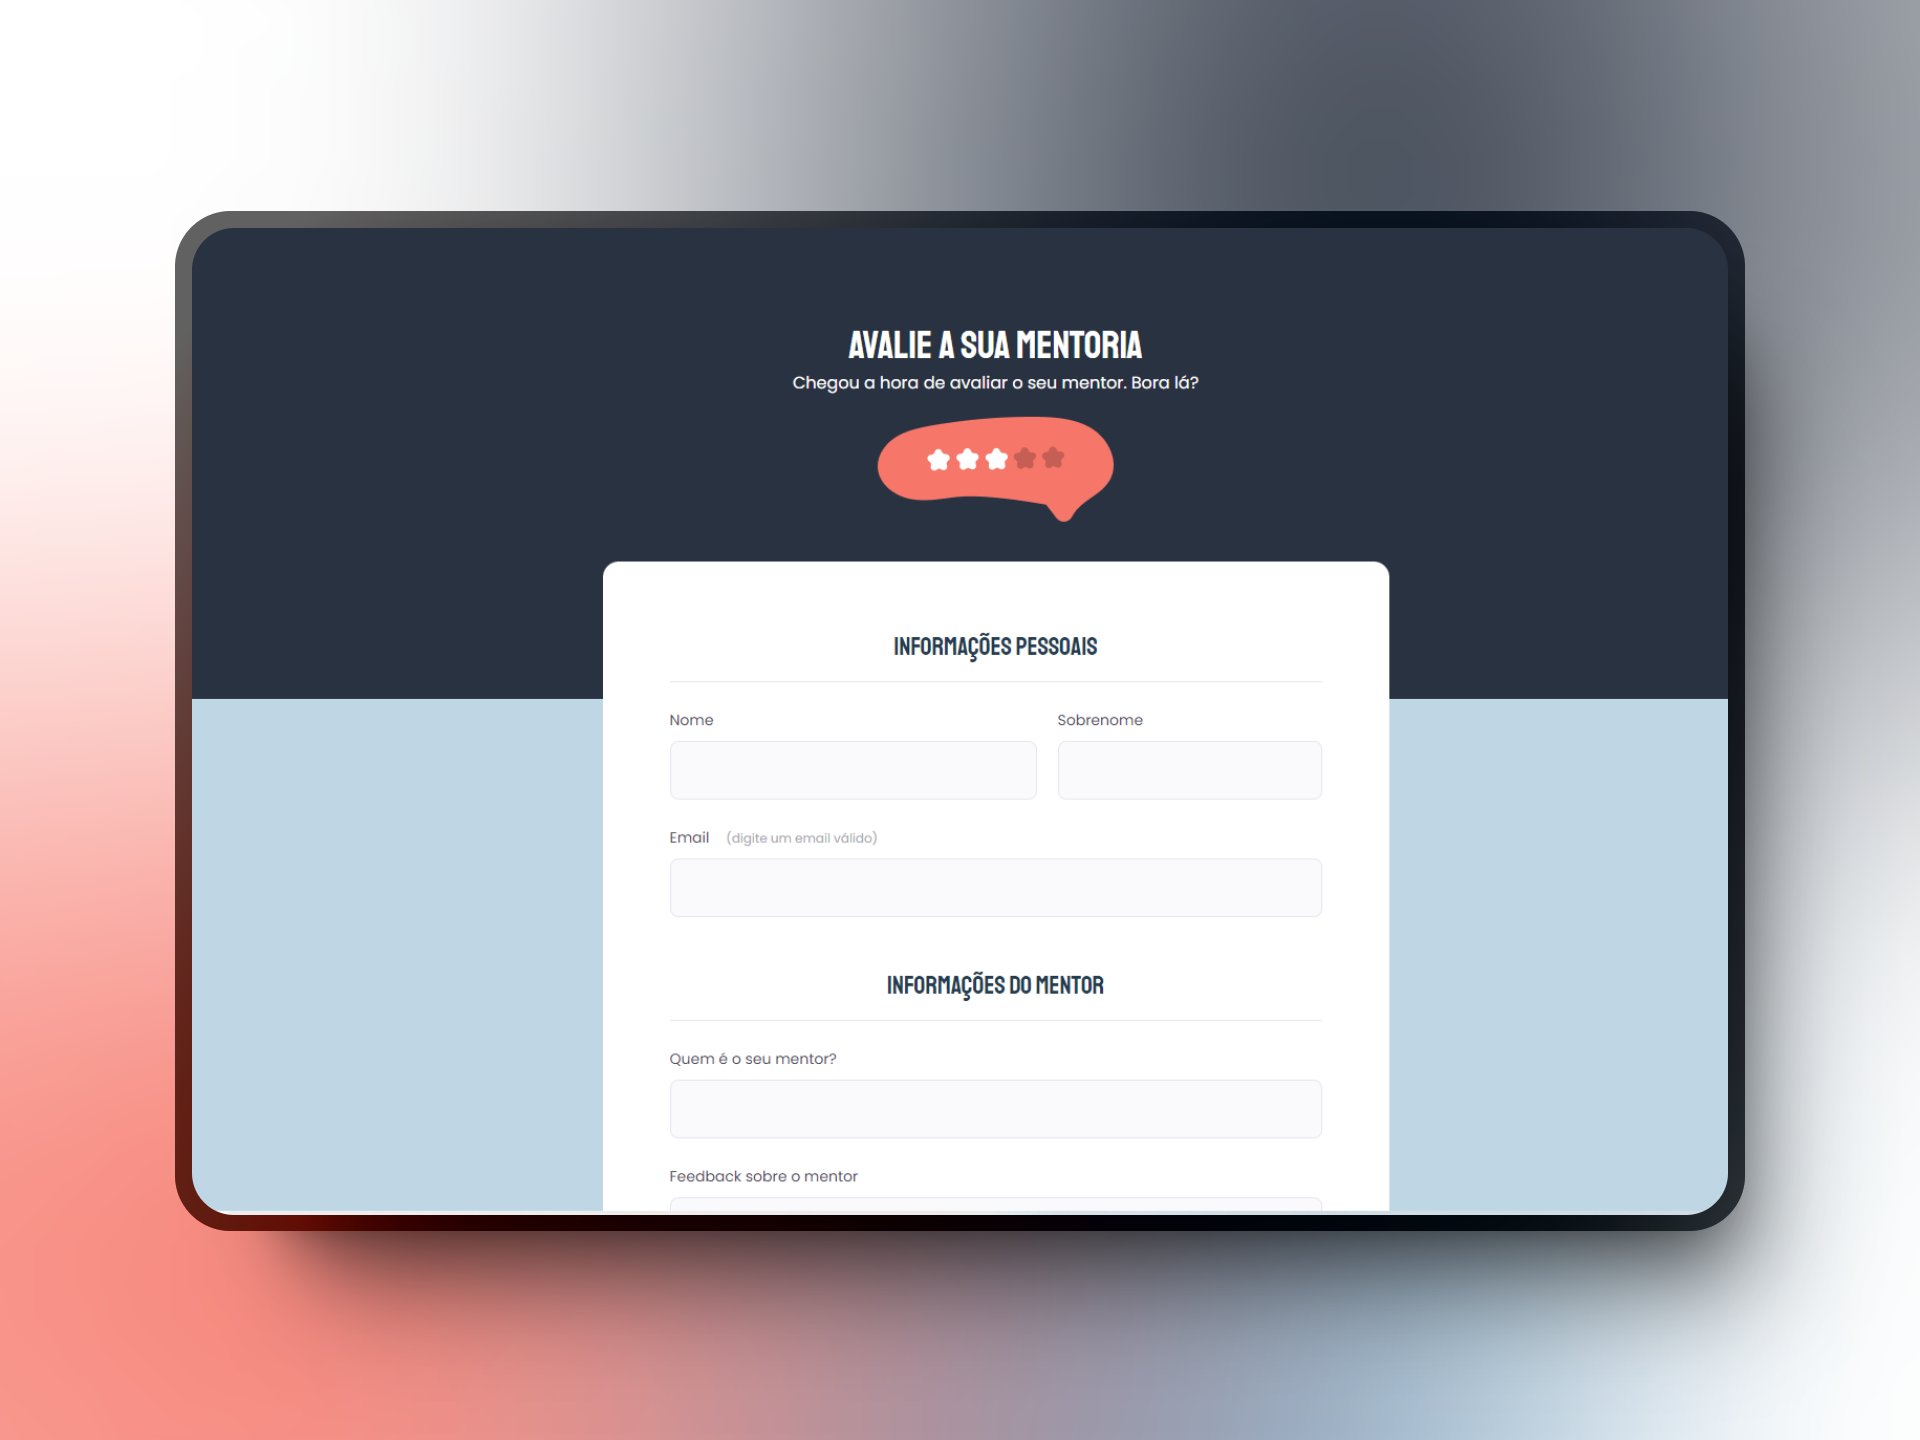 AVALIE A SUA MENTORIA
Chegou a hora de avaliar o seu mentor. Bora lá?
INFORMAÇÕES PESSOAIS
Nome
Sobrenome
Email (digite um email válido)
INFORMAÇÕES DO MENTOR
Quem é o seu mentor?
Feedback sobre o mentor